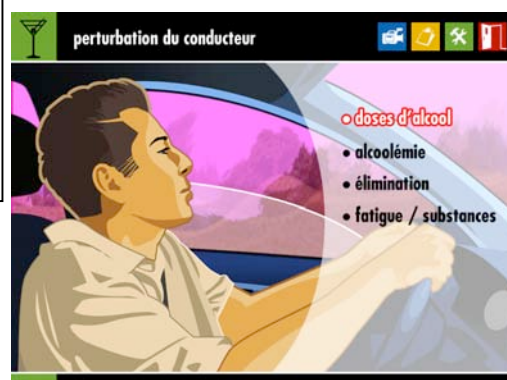 perturbation du conducteur
• doses d'alcool
• alcoolémie
• élimination
• fatigue / substances